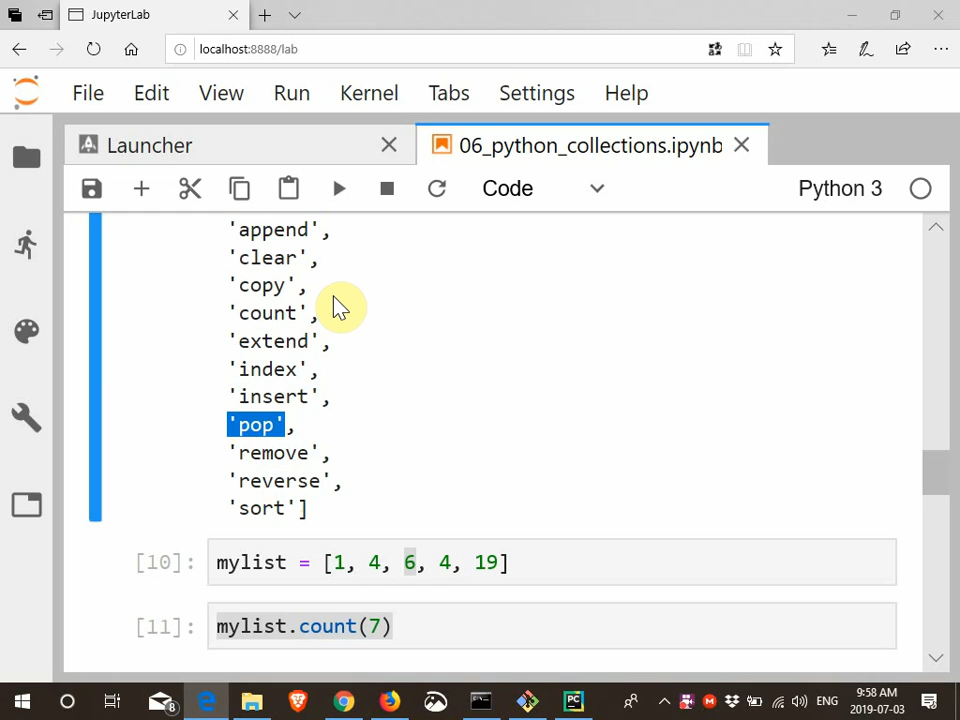 JupyterLab
localhost:8888/lab
File Edit View Run Kernel Tabs Settings Help
Launcher
06_python_collections.ipynb
Code
Python 3
'append',
'clear',
'copy',
'count',
'extend',
'index',
'insert',
'pop',
'remove',
'reverse',
'sort']
[10]: mylist = [1, 4, 6, 4, 19]
[11]: mylist.count(7)
8
PC
ENG
9:58 AM
2019-07-03